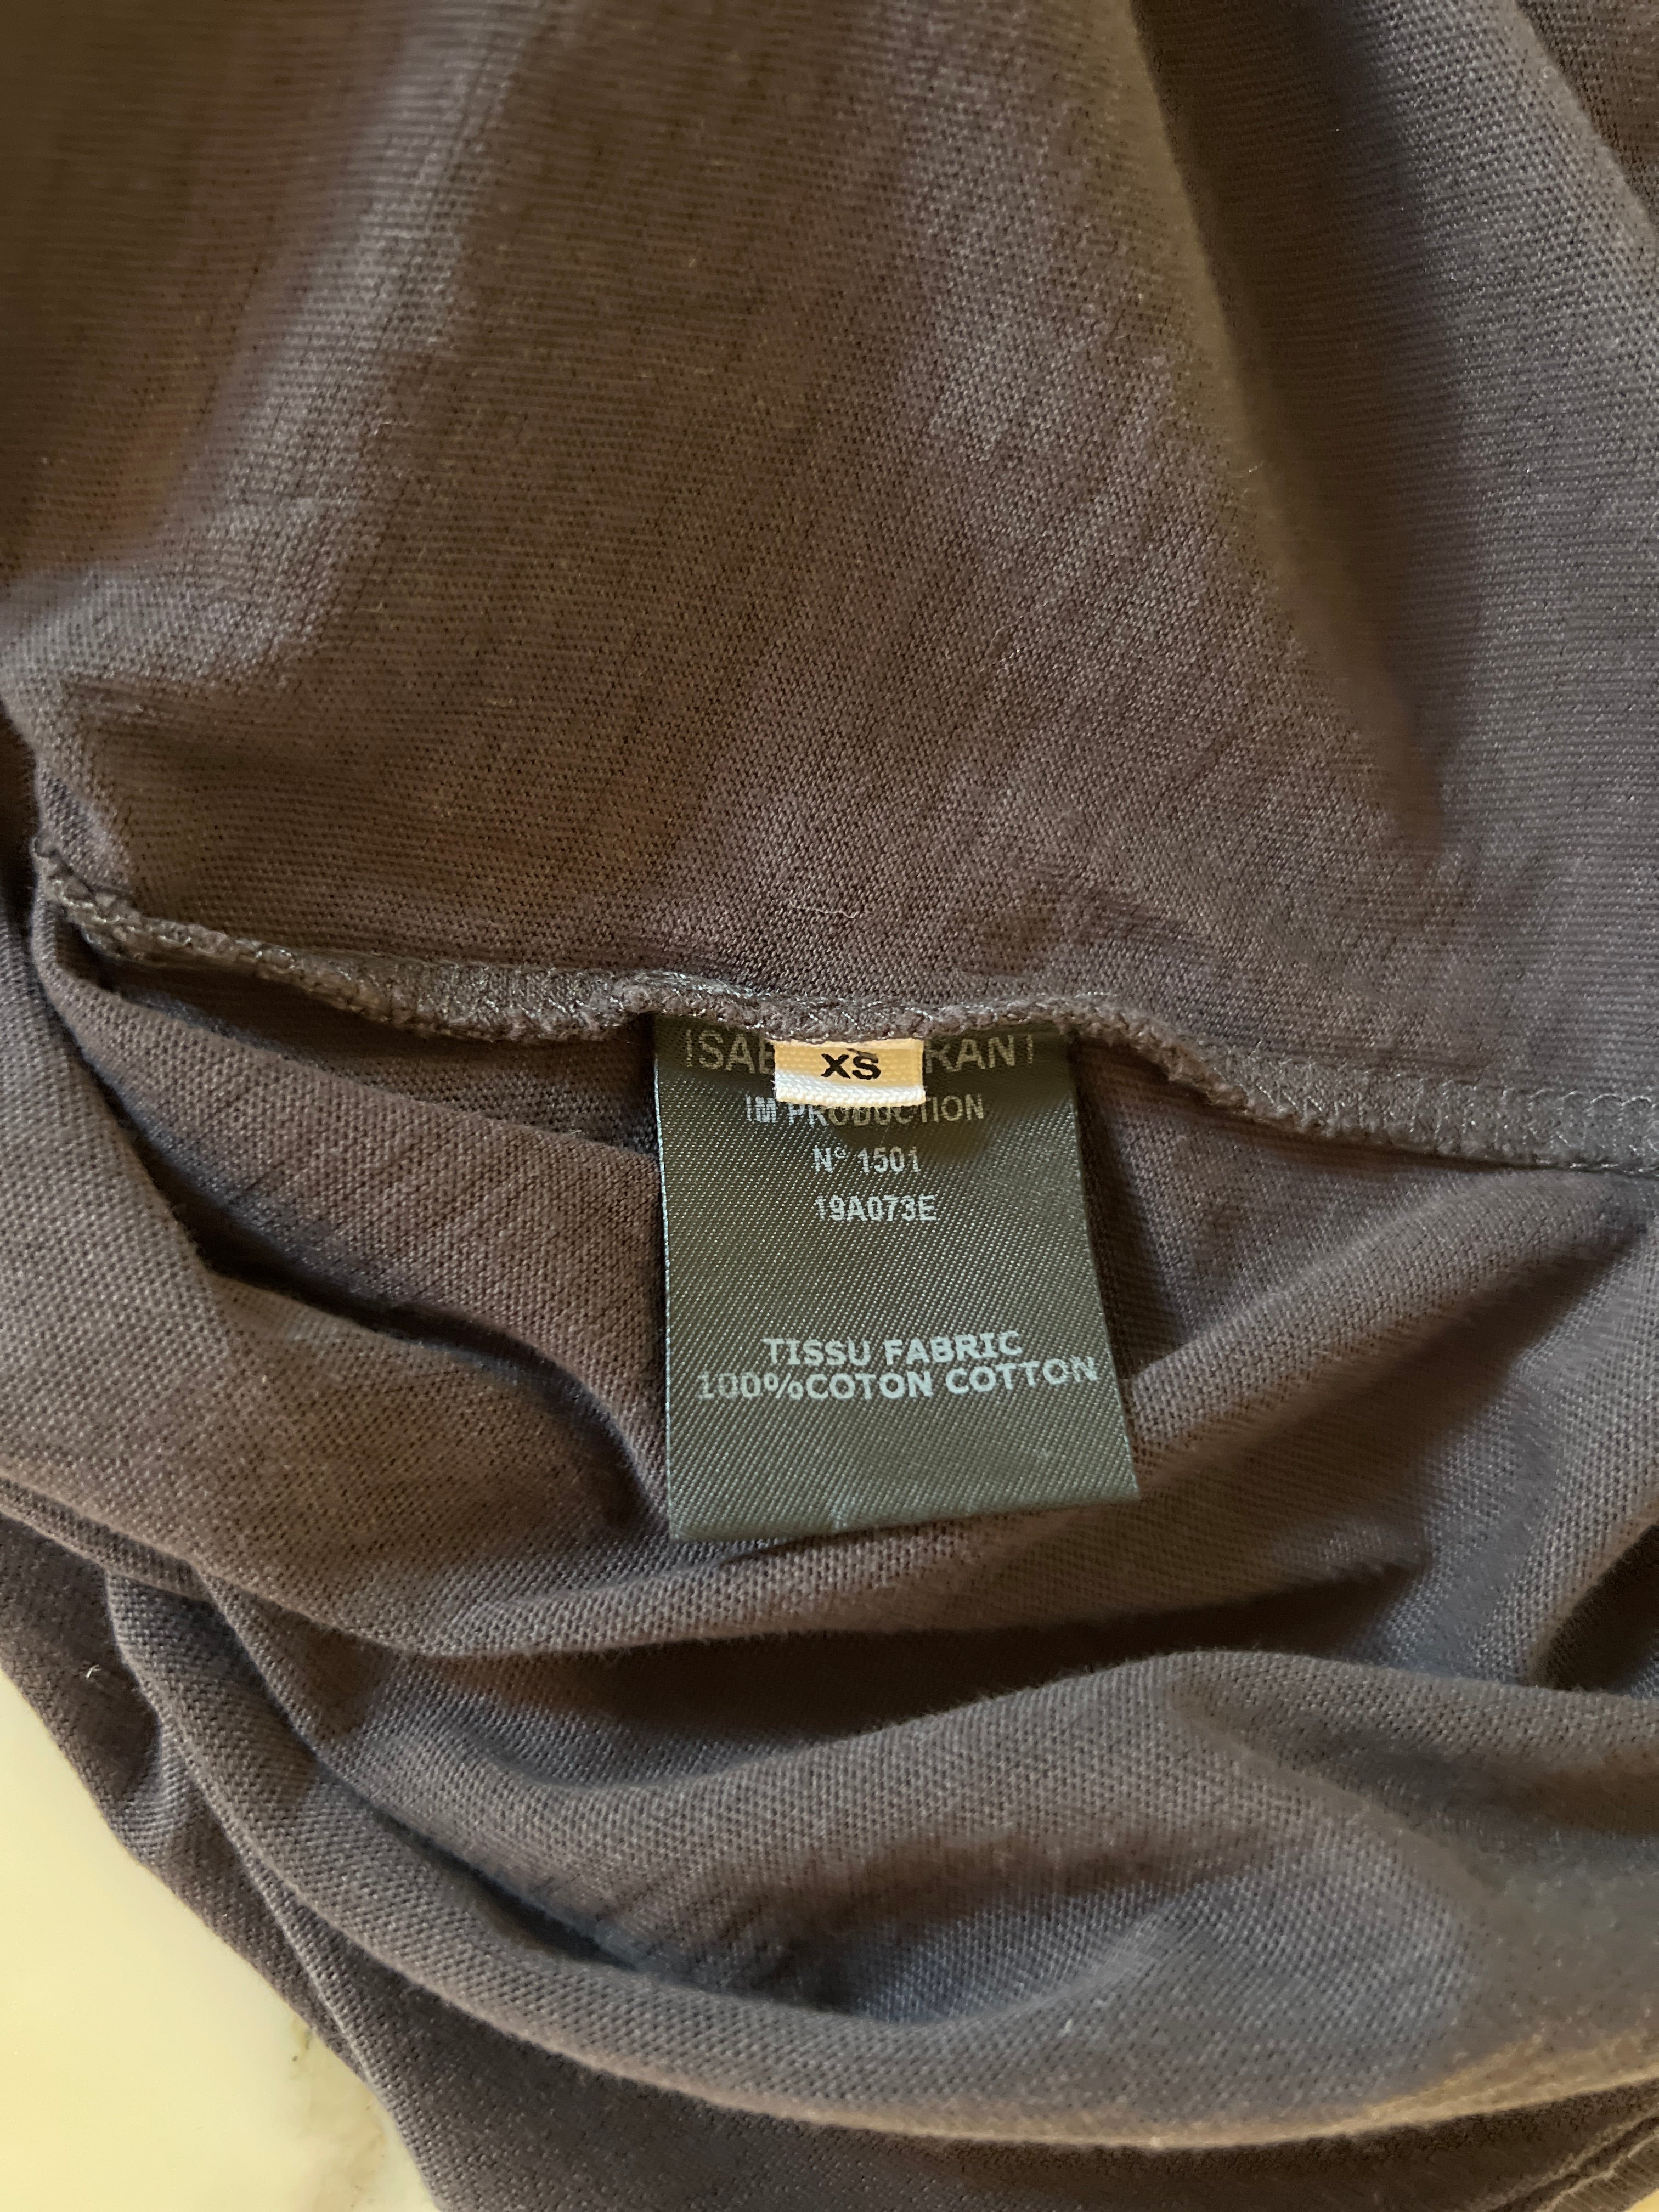 XS
IM PRODUCTION
N° 1501
19A073E
TISSU FABRIC
100%COTON COTTON